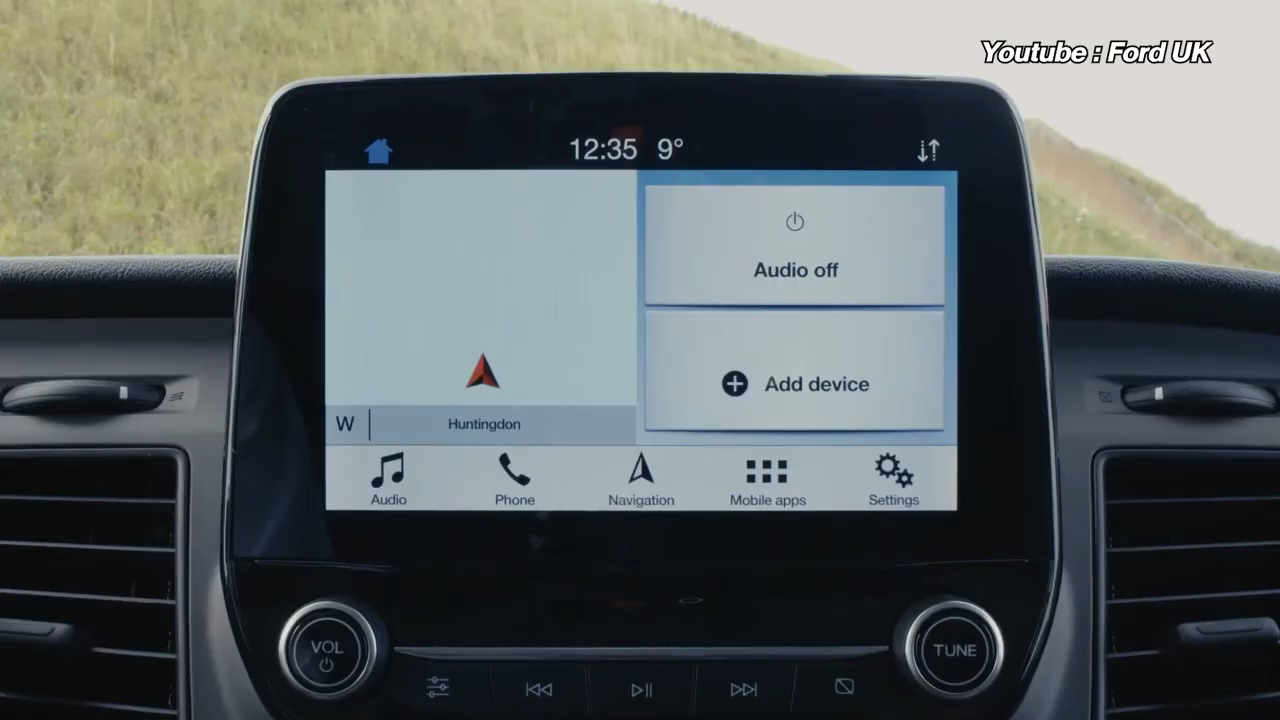 Youtube : Ford UK
12:35 9°
Audio off
Add device
W
Huntingdon
Audio
Phone
Navigation
Mobile apps
Settings
VOL
TUNE